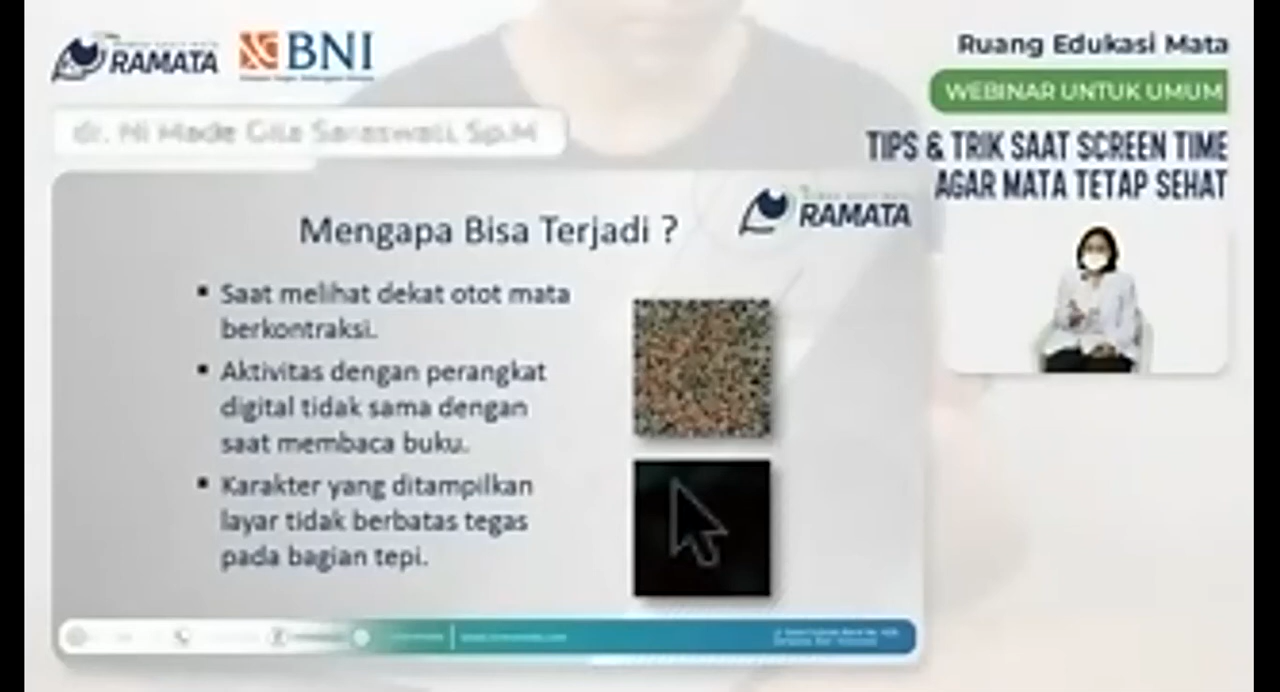 RAMATA
BNI
Ruang Edukasi Mata
WEBINAR UNTUK UMUM
dr. Ni Made Gita Saraswati, Sp.M
TIPS & TRIK SAAT SCREEN TIME
AGAR MATA TETAP SEHAT
RAMATA
Mengapa Bisa Terjadi ?
▪ Saat melihat dekat otot mata
berkontraksi.
▪ Aktivitas dengan perangkat
digital tidak sama dengan
saat membaca buku.
▪ Karakter yang ditampilkan
layar tidak berbatas tegas
pada bagian tepi.